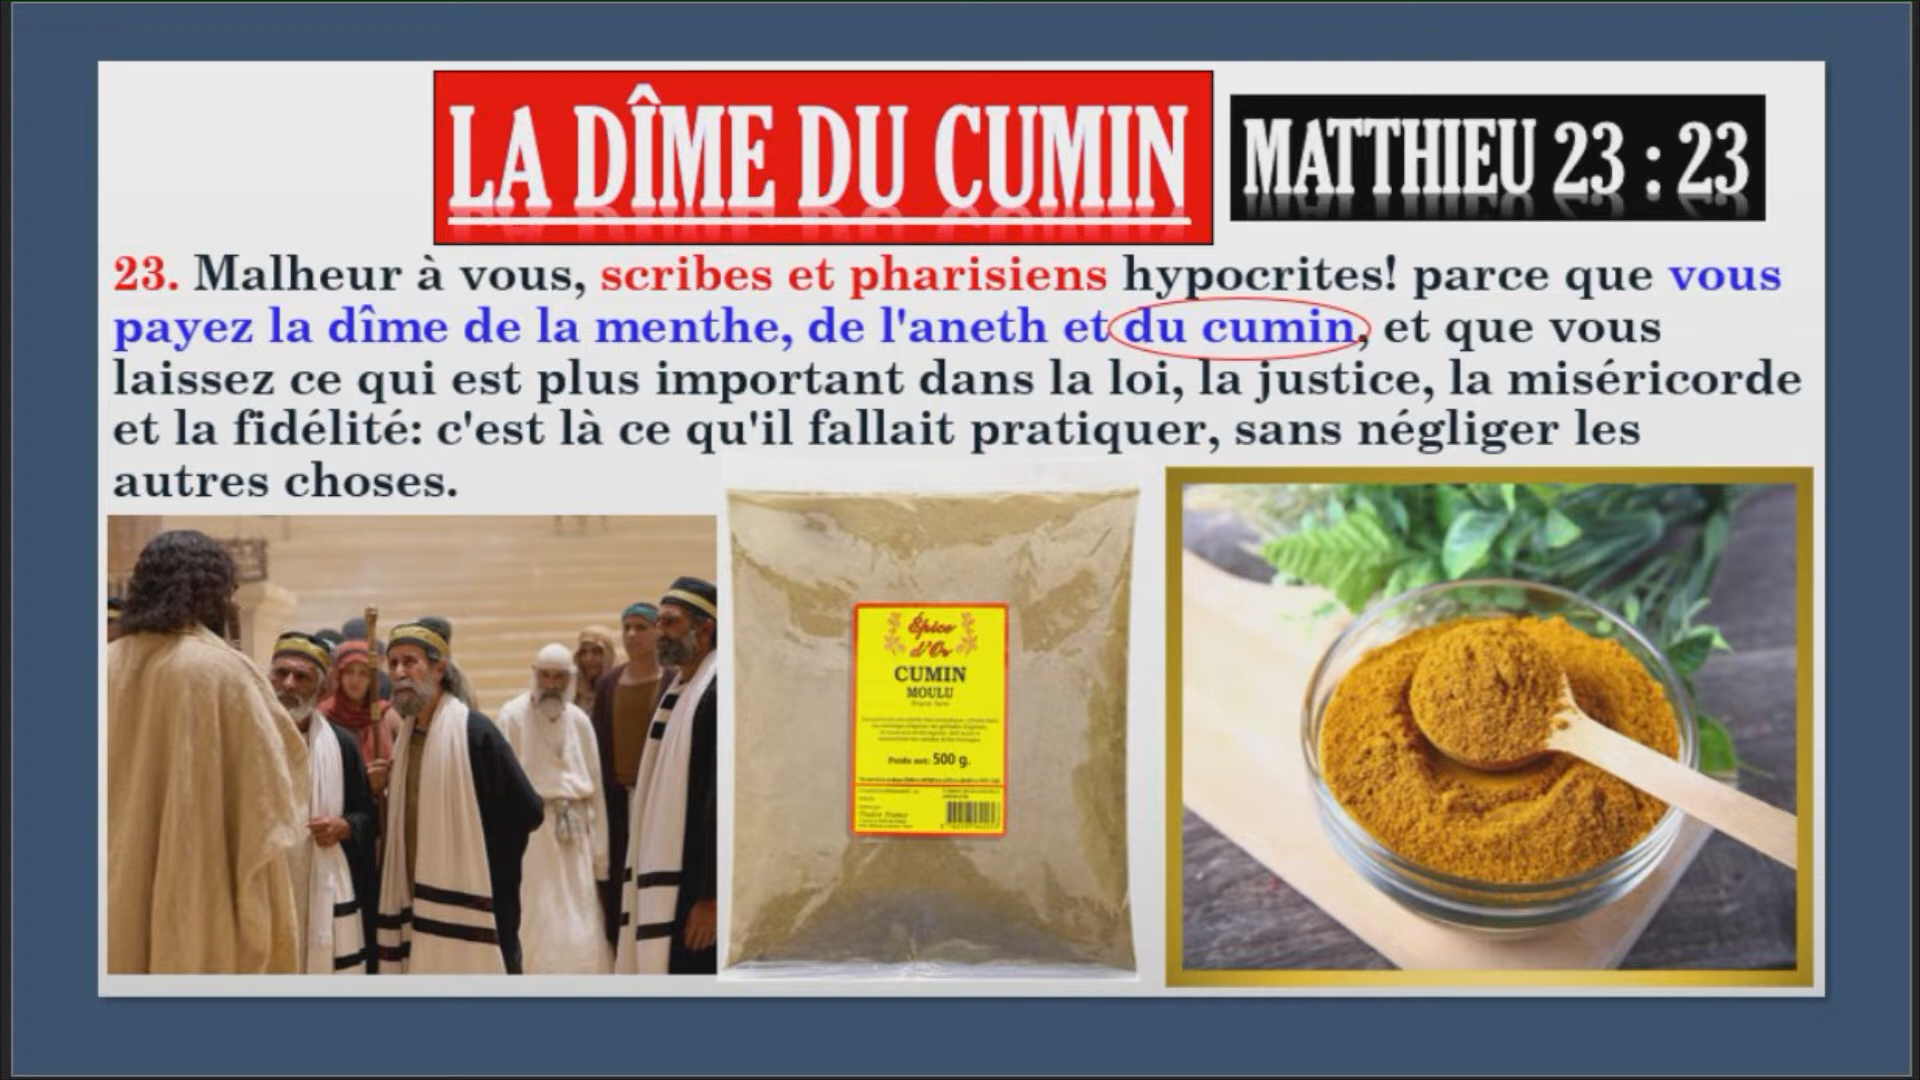 LA DÎME DU CUMIN
MATTHIEU 23 : 23
23. Malheur à vous, scribes et pharisiens hypocrites! parce que vous
payez la dîme de la menthe, de l'aneth et du cumin, et que vous
laissez ce qui est plus important dans la loi, la justice, la miséricorde
et la fidélité: c'est là ce qu'il fallait pratiquer, sans négliger les
autres choses.
Épice
d'Or
CUMIN
MOULU
Poids net: 500 g.